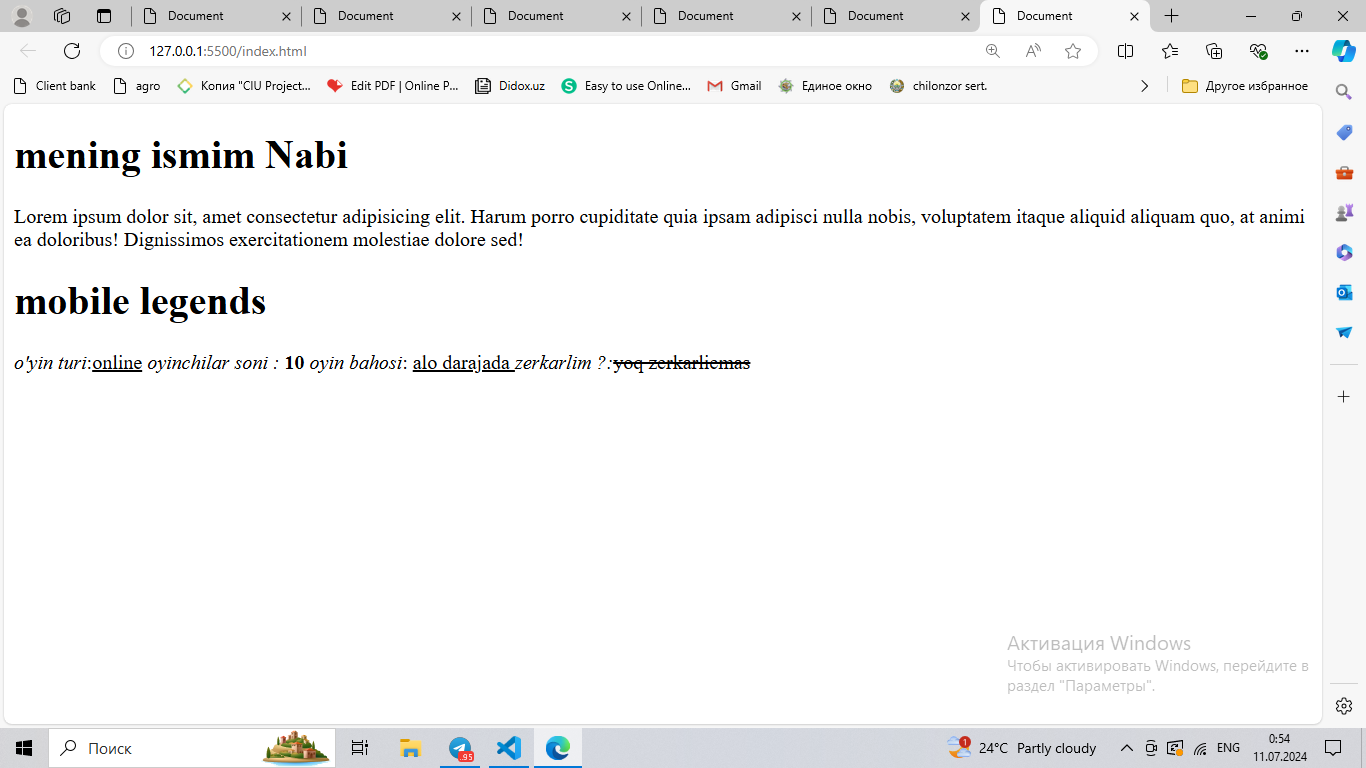 Document Document Document Document Document Document
127.0.0.1:5500/index.html
Client bank agro Копия "CIU Project... Edit PDF | Online P... Didox.uz Easy to use Online... Gmail Единое окно chilonzor sert. Другое избранное
mening ismim Nabi
Lorem ipsum dolor sit, amet consectetur adipisicing elit. Harum porro cupiditate quia ipsam adipisci nulla nobis, voluptatem itaque aliquid aliquam quo, at animi
ea doloribus! Dignissimos exercitationem molestiae dolore sed!
mobile legends
o'yin turi:online oyinchilar soni : 10 oyin bahosi: alo darajada zerkarlim ?:yoq zerkarliemas
Активация Windows
Чтобы активировать Windows, перейдите в
раздел "Параметры".
Поиск .95 1 24°C Partly cloudy ENG 0:54
11.07.2024